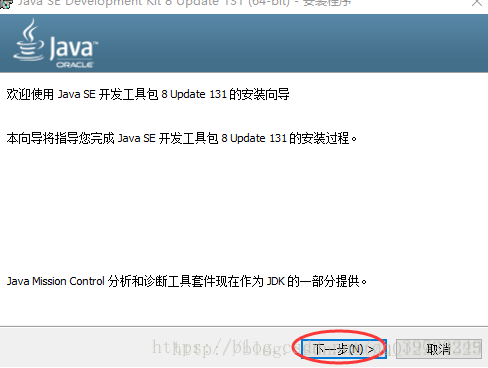 Java SE Development Kit 8 Update 131 (64-bit) - 安装程序
Java
ORACLE
欢迎使用 Java SE 开发工具包 8 Update 131 的安装向导
本向导将指导您完成 Java SE 开发工具包 8 Update 131 的安装过程。
Java Mission Control 分析和诊断工具套件现在作为 JDK 的一部分提供。
下一步(N) >
取消